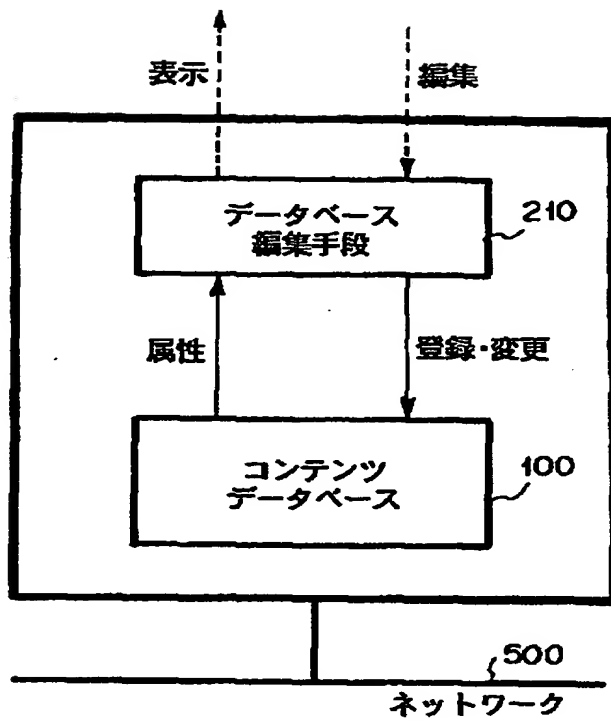 表示
編集
データベース
編集手段
210
属性
登録・変更
コンテンツ
データベース
100
500
ネットワーク